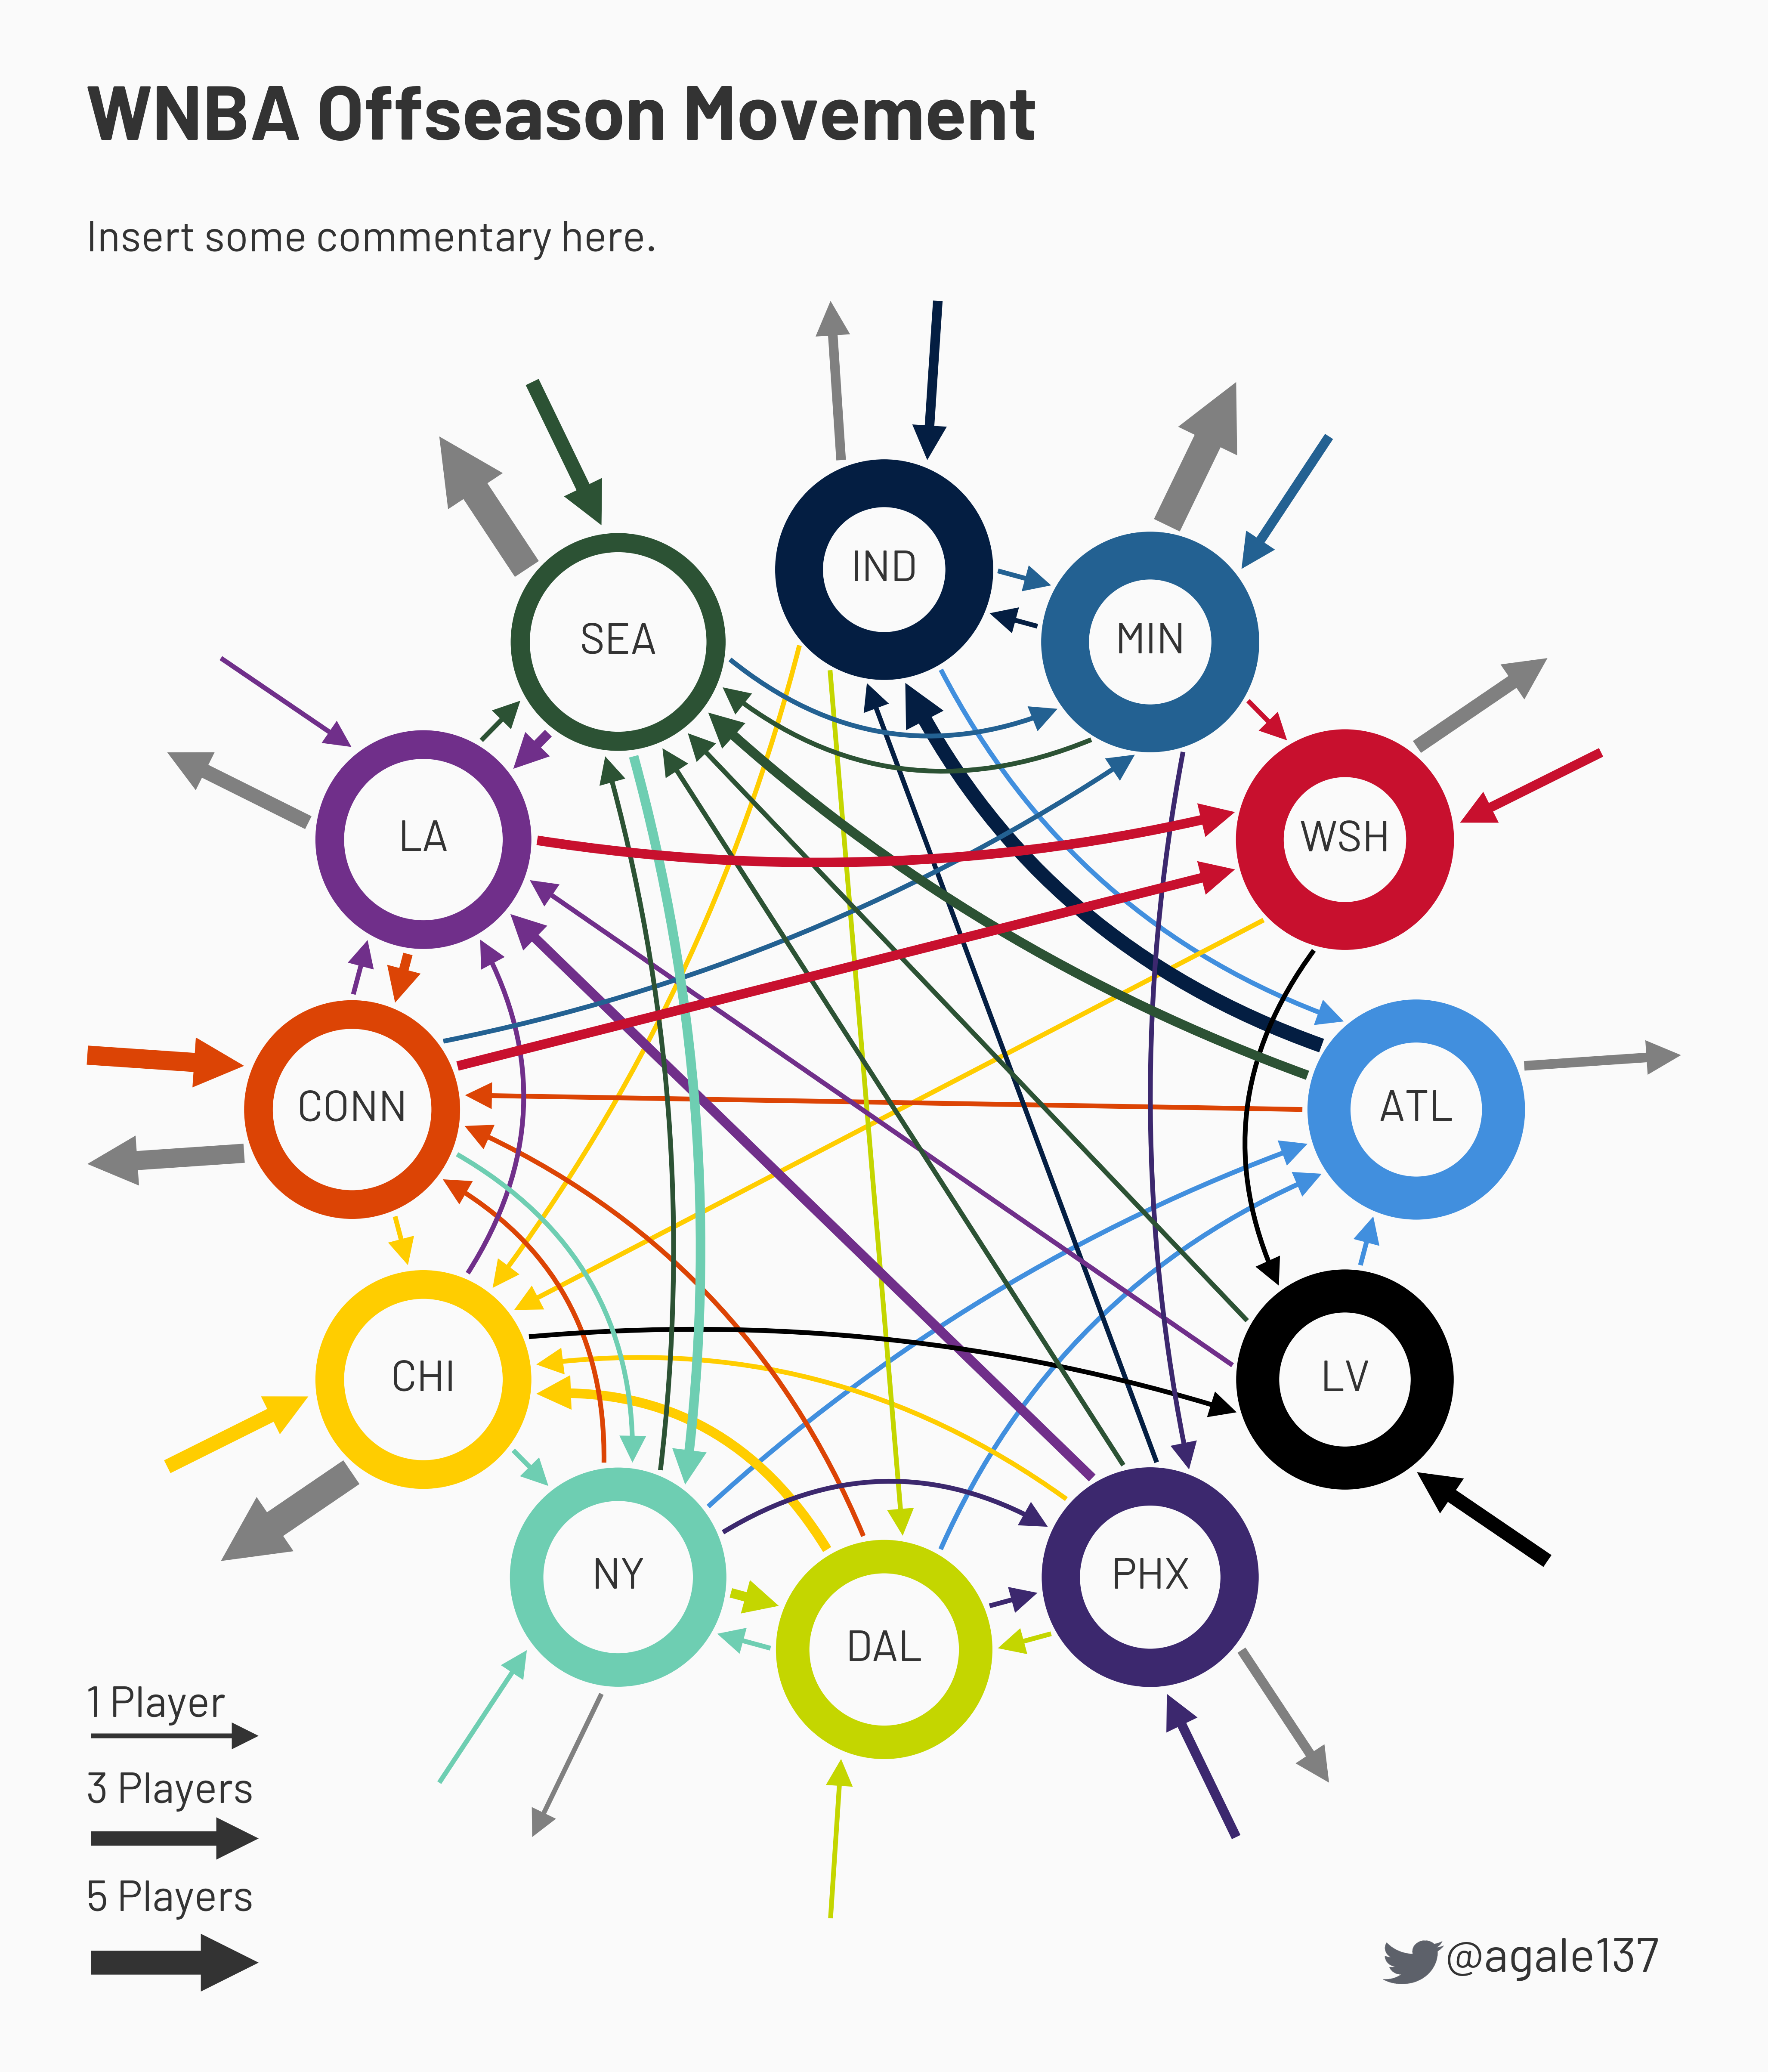 WNBA Offseason Movement
Insert some commentary here.
IND
SEA
MIN
LA
WSH
CONN
ATL
CHI
LV
NY
PHX
DAL
1 Player
3 Players
5 Players
@agale137